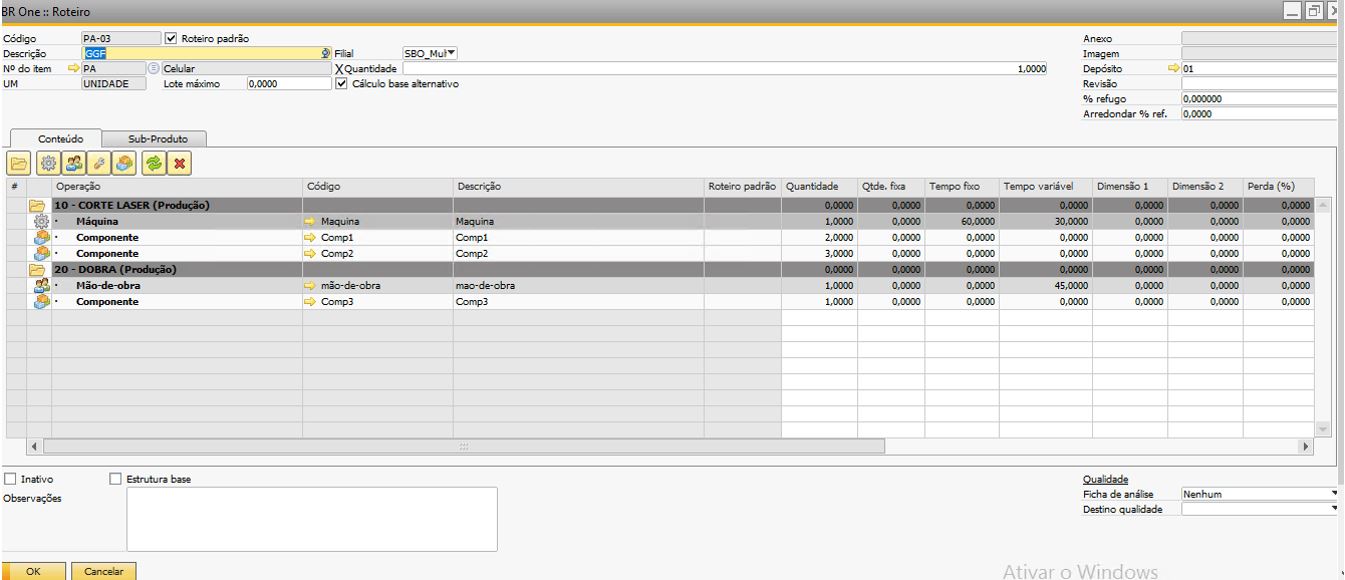 BR One :: Roteiro
Código PA-03 Roteiro padrão Anexo
Descrição GGF Filial SBO_Mul Imagem
Nº do item PA Celular XQuantidade 1,0000 Depósito 01
UM UNIDADE Lote máximo 0,0000 Cálculo base alternativo Revisão
% refugo 0,000000
Arredondar % ref. 0,0000
Conteúdo Sub-Produto
# Operação Código Descrição Roteiro padrão Quantidade Qtde. fixa Tempo fixo Tempo variável Dimensão 1 Dimensão 2 Perda (%)
10 - CORTE LASER (Produção) 0,0000 0,0000 0,0000 0,0000 0,0000 0,0000 0,0000
· Máquina Maquina Maquina 1,0000 0,0000 60,0000 30,0000 0,0000 0,0000 0,0000
· Componente Comp1 Comp1 2,0000 0,0000 0,0000 0,0000 0,0000 0,0000 0,0000
· Componente Comp2 Comp2 3,0000 0,0000 0,0000 0,0000 0,0000 0,0000 0,0000
20 - DOBRA (Produção) 0,0000 0,0000 0,0000 0,0000 0,0000 0,0000 0,0000
· Mão-de-obra mão-de-obra mao-de-obra 1,0000 0,0000 0,0000 45,0000 0,0000 0,0000 0,0000
· Componente Comp3 Comp3 1,0000 0,0000 0,0000 0,0000 0,0000 0,0000 0,0000
Inativo Estrutura base Qualidade
Observações Ficha de análise Nenhum
Destino qualidade
OK Cancelar
Ativar o Windows